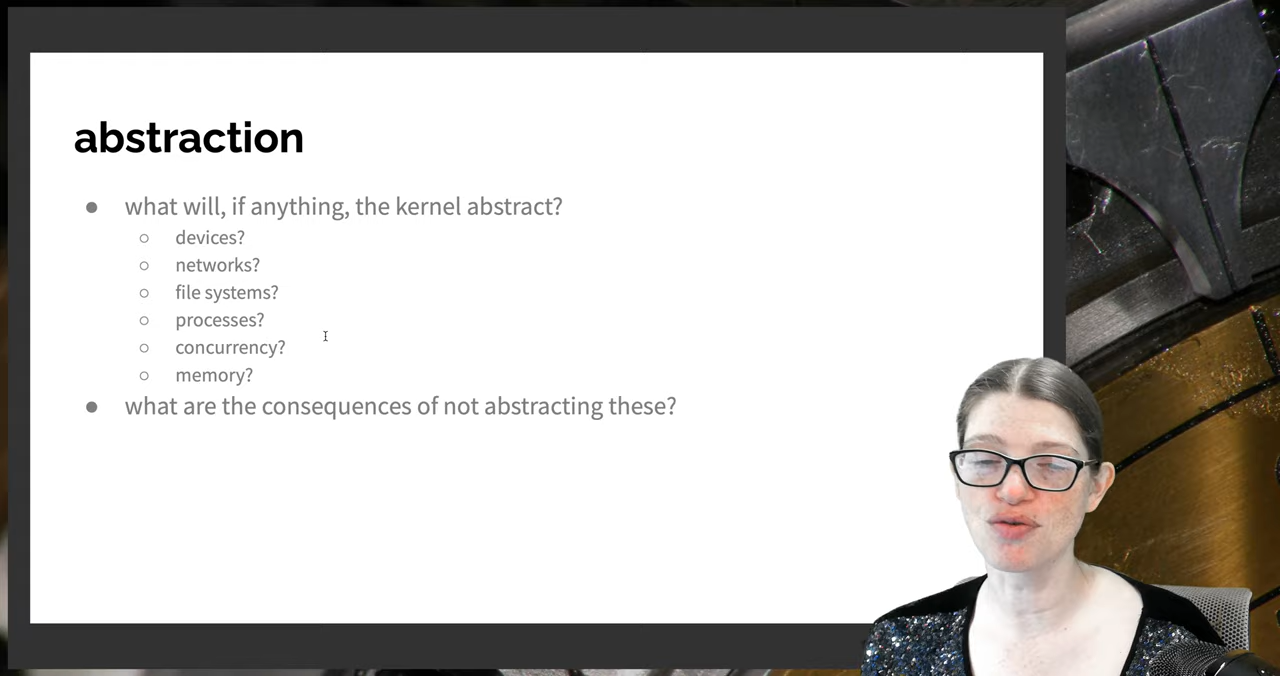 abstraction
● what will, if anything, the kernel abstract?
○ devices?
○ networks?
○ file systems?
○ processes?
○ concurrency?
○ memory?
● what are the consequences of not abstracting these?